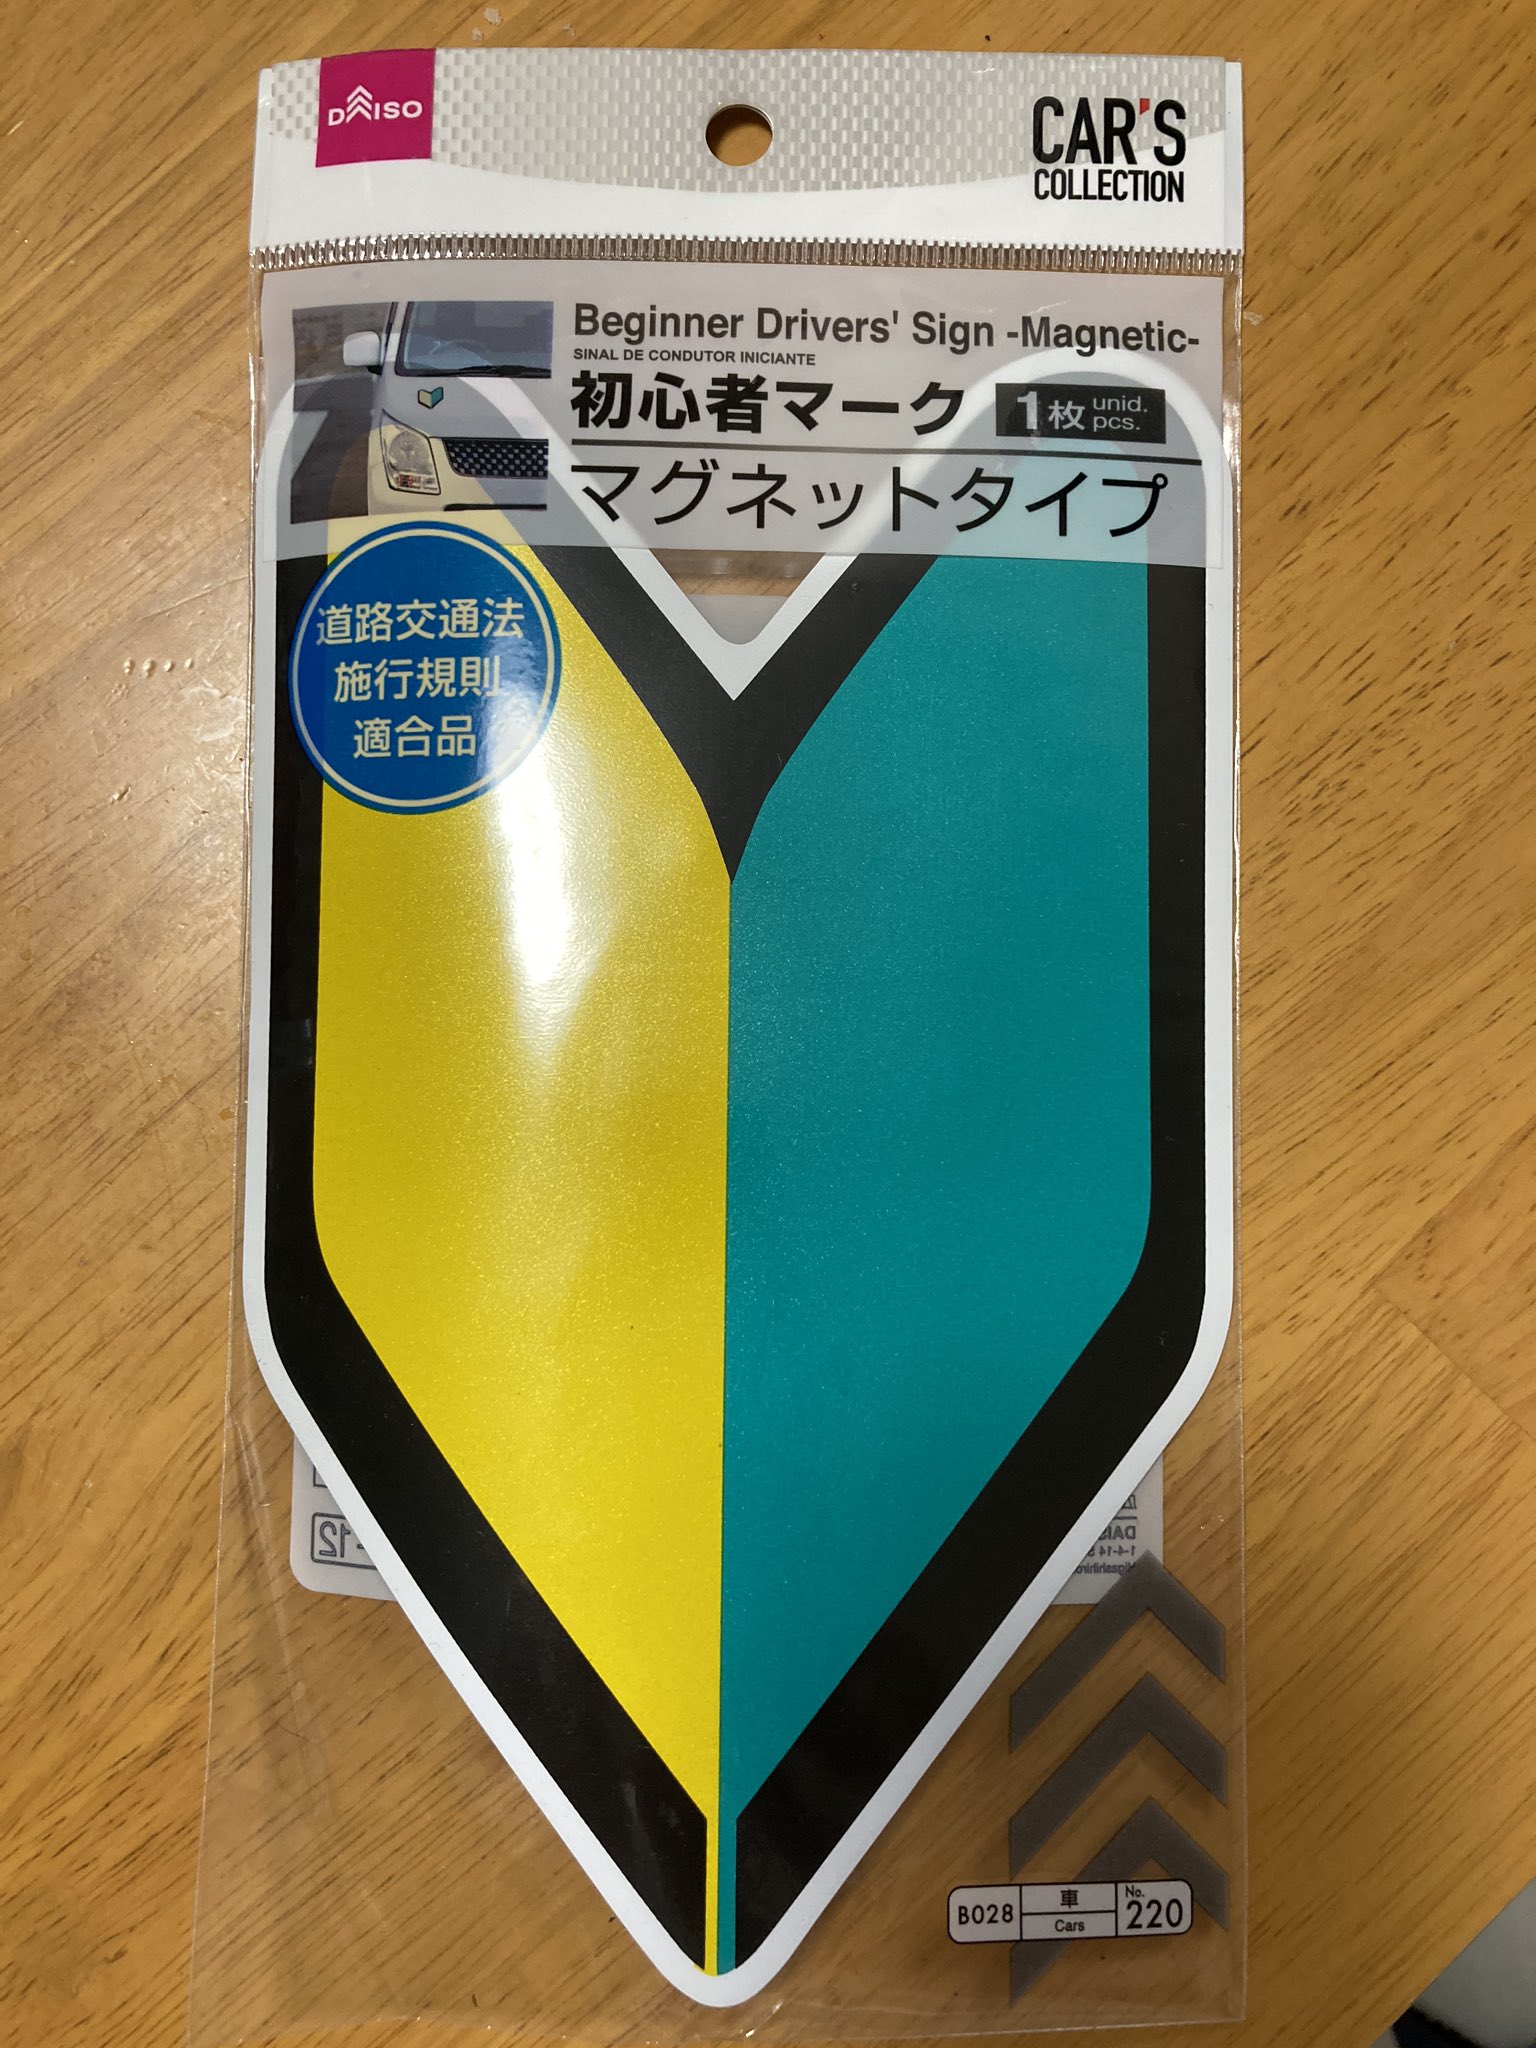 DAISO
CAR'S
COLLECTION
Beginner Drivers' Sign -Magnetic-
SINAL DE CONDUTOR INICIANTE
初心者マーク
1枚 unid. pcs.
マグネットタイプ
道路交通法
施行規則
適合品
B028 車 Cars No. 220